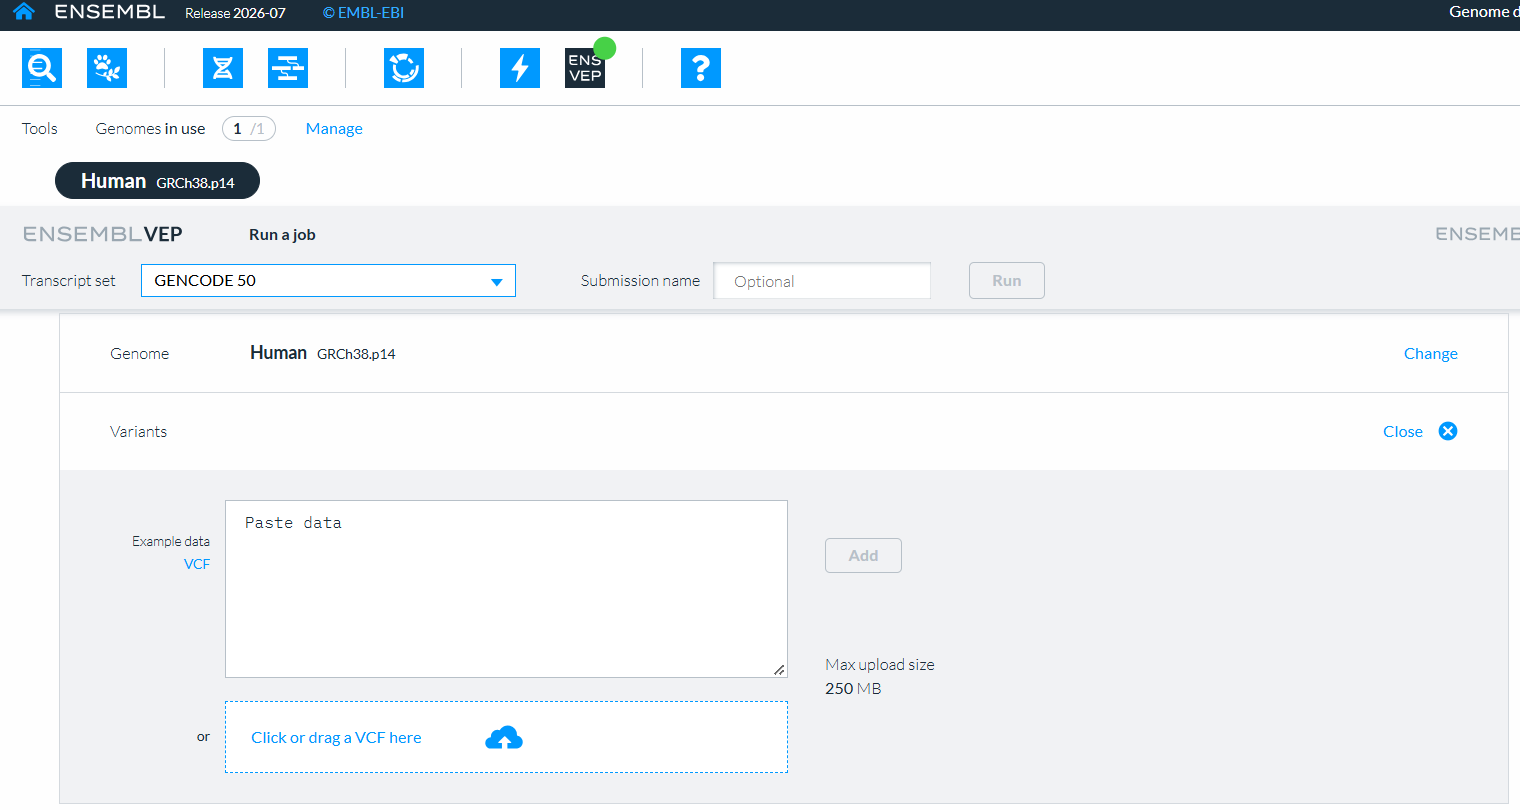 ENSEMBL Release 2026-07 © EMBL-EBI Genome d
ENS
VEP
?
Tools Genomes in use 1 /1 Manage
Human GRCh38.p14
ENSEMBLVEP Run a job ENSEMB
Transcript set GENCODE 50 Submission name Optional Run
Genome Human GRCh38.p14 Change
Variants Close
Paste data
Example data
VCF
Add
Max upload size
250 MB
or Click or drag a VCF here